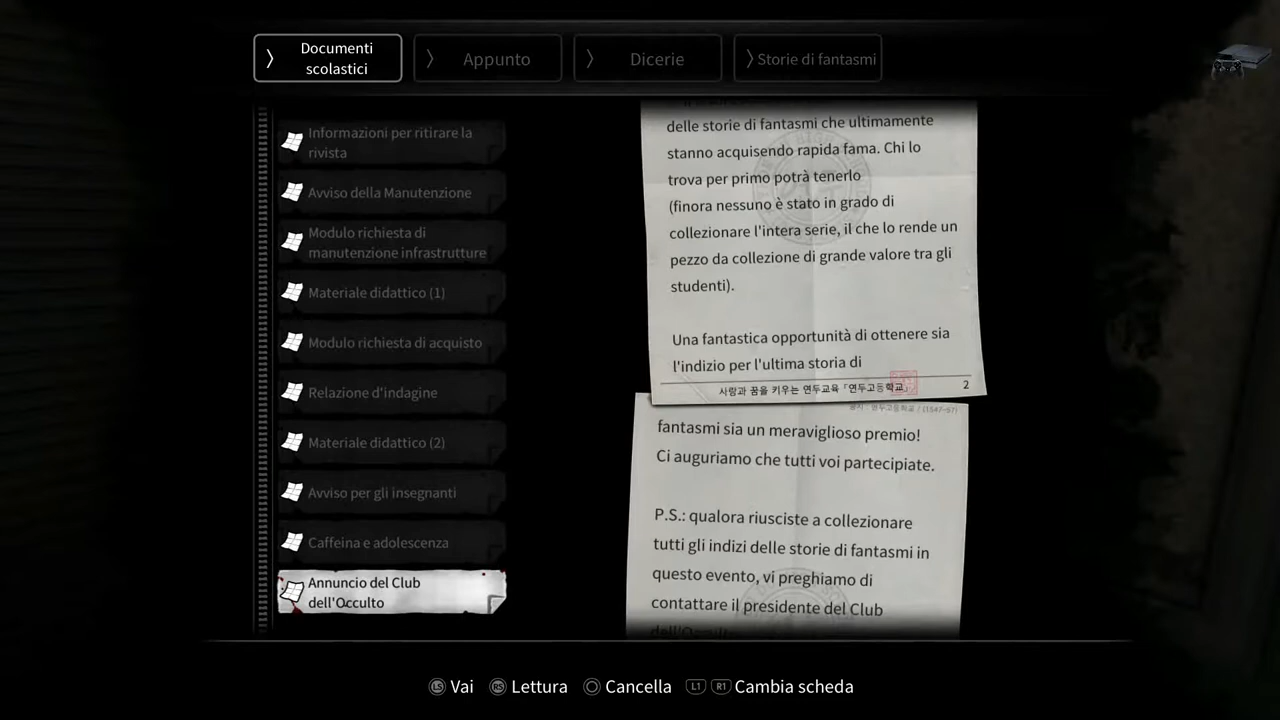 Documenti
scolastici
Appunto
Dicerie
Storie di fantasmi
Informazioni per ritirare la
rivista
Avviso della Manutenzione
Modulo richiesta di
manutenzione infrastrutture
Materiale didattico (1)
Modulo richiesta di acquisto
Relazione d'indagine
Materiale didattico (2)
Avviso per gli insegnanti
Caffeina e adolescenza
Annuncio del Club
dell'Occulto
delle storie di fantasmi che ultimamente
stanno acquisendo rapida fama. Chi lo
trova per primo potrà tenerlo
(finora nessuno è stato in grado di
collezionare l'intera serie, il che lo rende un
pezzo da collezione di grande valore tra gli
studenti).
Una fantastica opportunità di ottenere sia
l'indizio per l'ultima storia di
사랑과 꿈을 키우는 연두교육 「연두고등학교」
2
fantasmi sia un meraviglioso premio!
Ci auguriamo che tutti voi partecipiate.
P.S.: qualora riusciste a collezionare
tutti gli indizi delle storie di fantasmi in
questo evento, vi preghiamo di
contattare il presidente del Club
dell'Occulto
LS Vai
RS Lettura
Cancella
L1 R1 Cambia scheda